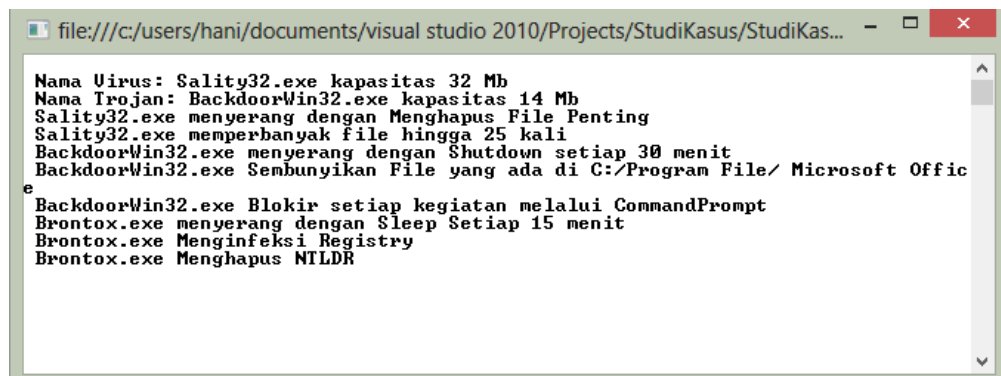 file:///c:/users/hani/documents/visual studio 2010/Projects/StudiKasus/StudiKas...
Nama Virus: Sality32.exe kapasitas 32 Mb
Nama Trojan: BackdoorWin32.exe kapasitas 14 Mb
Sality32.exe menyerang dengan Menghapus File Penting
Sality32.exe memperbanyak file hingga 25 kali
BackdoorWin32.exe menyerang dengan Shutdown setiap 30 menit
BackdoorWin32.exe Sembunyikan File yang ada di C:/Program File/ Microsoft Offic
e
BackdoorWin32.exe Blokir setiap kegiatan melalui CommandPrompt
Brontox.exe menyerang dengan Sleep Setiap 15 menit
Brontox.exe Menginfeksi Registry
Brontox.exe Menghapus NTLDR